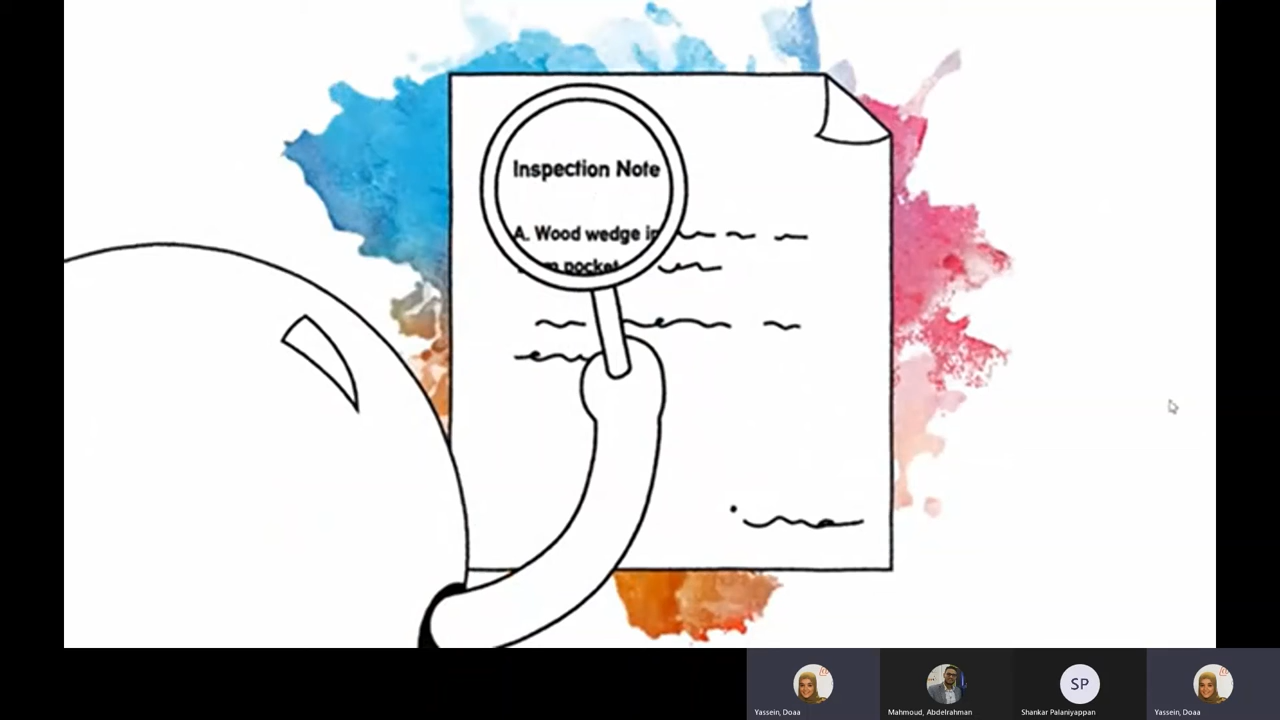 Inspection Note
A. Wood wedge in
pocket
SP
Yassein, Doaa
Mahmoud, Abdelrahman
Shankar Palaniyappan
Yassein, Doaa